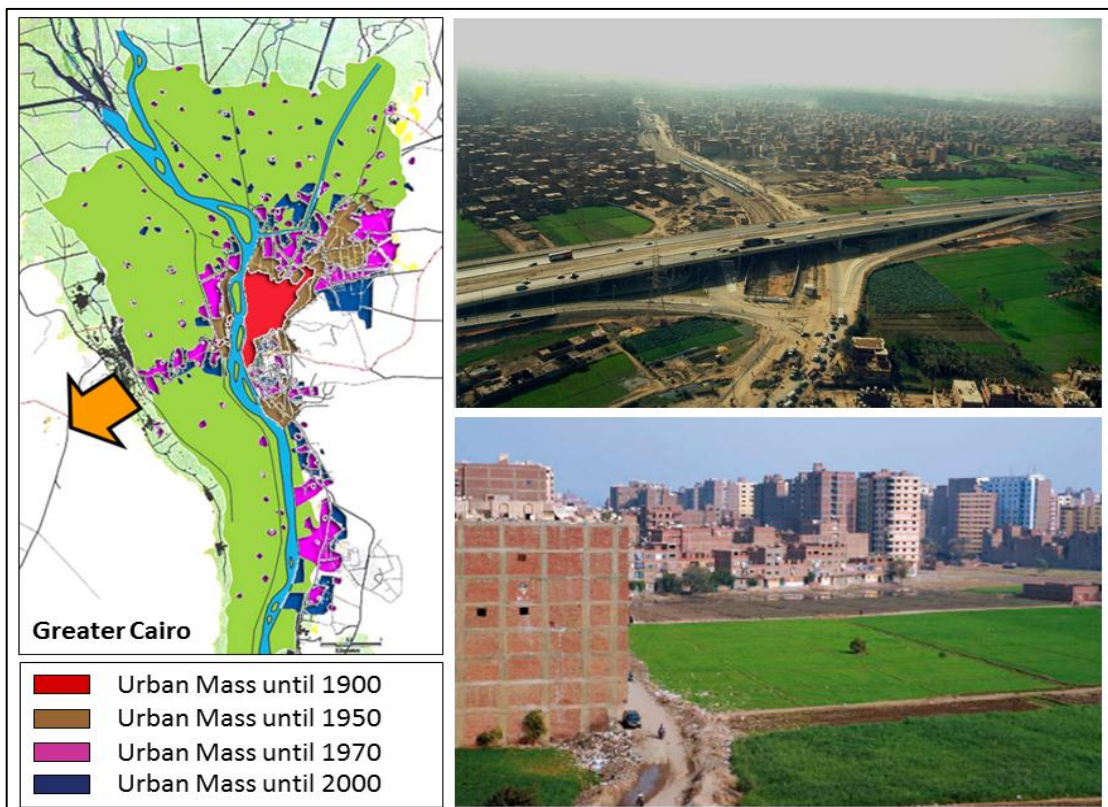 Greater Cairo
Urban Mass until 1900
Urban Mass until 1950
Urban Mass until 1970
Urban Mass until 2000